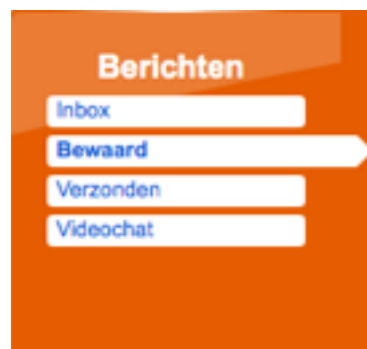 Berichten
Inbox
Bewaard
Verzonden
Videochat